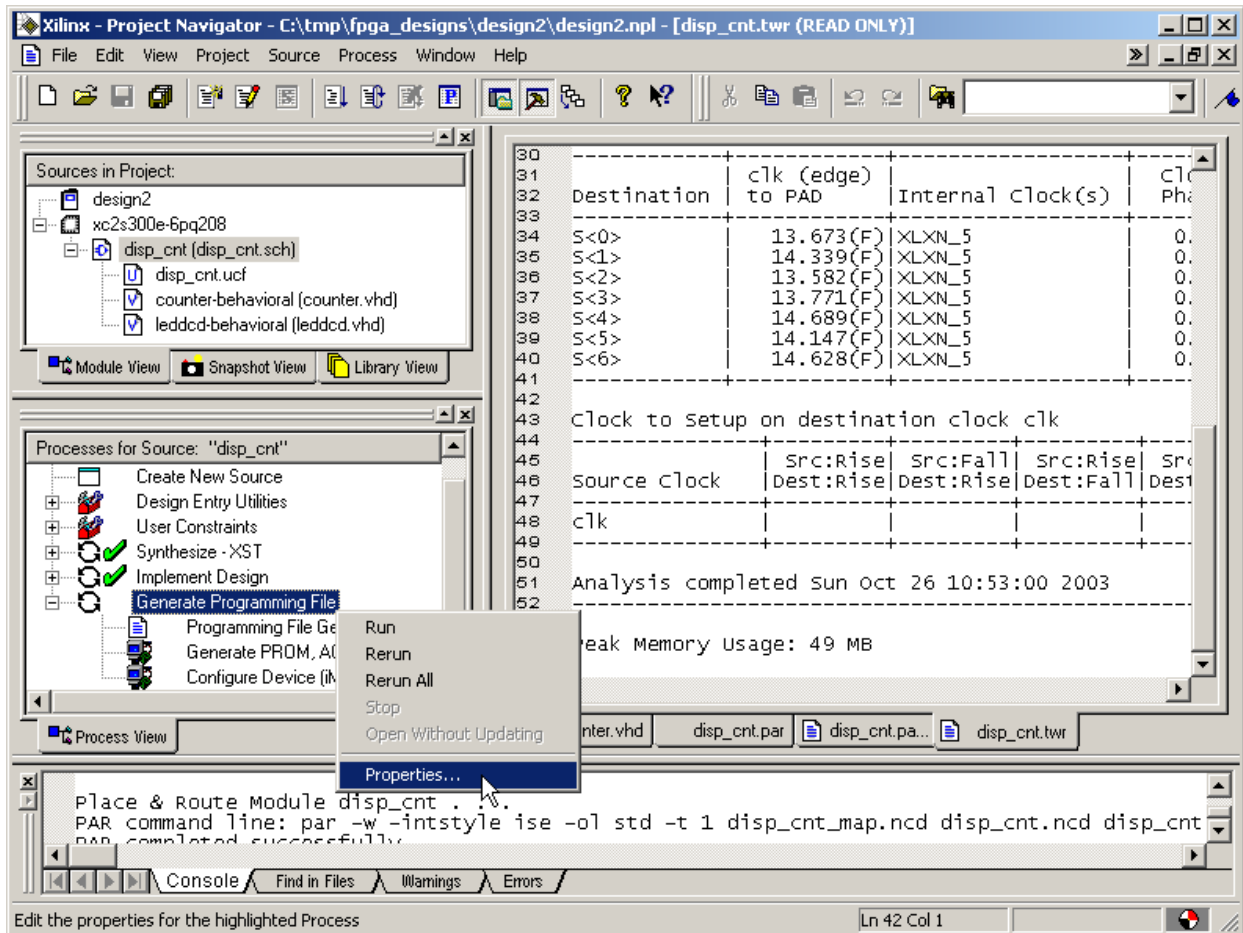 Xilinx - Project Navigator - C:\tmp\fpga_designs\design2\design2.npl - [disp_cnt.twr (READ ONLY)]
File Edit View Project Source Process Window Help
Sources in Project:
design2
xc2s300e-6pq208
disp_cnt (disp_cnt.sch)
disp_cnt.ucf
counter-behavioral (counter.vhd)
leddcd-behavioral (leddcd.vhd)
Module View Snapshot View Library View
Processes for Source: "disp_cnt"
Create New Source
Design Entry Utilities
User Constraints
Synthesize - XST
Implement Design
Generate Programming File
Programming File Ge
Generate PROM, A
Configure Device (i
Process View
Run
Rerun
Rerun All
Stop
Open Without Updating
Properties...
30 ------------+---------------+------------------+----
31 | clk (edge) | | Clo
32 Destination | to PAD |Internal Clock(s) | Pha
33 ------------+---------------+------------------+----
34 S<0> | 13.673(F)|XLXN_5 | 0.
35 S<1> | 14.339(F)|XLXN_5 | 0.
36 S<2> | 13.582(F)|XLXN_5 | 0.
37 S<3> | 13.771(F)|XLXN_5 | 0.
38 S<4> | 14.689(F)|XLXN_5 | 0.
39 S<5> | 14.147(F)|XLXN_5 | 0.
40 S<6> | 14.628(F)|XLXN_5 | 0.
41 ------------+---------------+------------------+----
42
43 Clock to Setup on destination clock clk
44 ---------------+---------+---------+---------+----
45 | Src:Rise| Src:Fall| Src:Rise| Src
46 Source Clock |Dest:Rise|Dest:Rise|Dest:Fall|Dest
47 ---------------+---------+---------+---------+----
48 clk | | | |
49 ---------------+---------+---------+---------+----
50
51 Analysis completed Sun Oct 26 10:53:00 2003
52 --------------------------------------------------
eak Memory Usage: 49 MB
nter.vhd disp_cnt.par disp_cnt.pa... disp_cnt.twr
Place & Route Module disp_cnt . . .
PAR command line: par -w -intstyle ise -ol std -t 1 disp_cnt_map.ncd disp_cnt.ncd disp_cnt
PAR completed successfully
Console Find in Files Warnings Errors
Edit the properties for the highlighted Process Ln 42 Col 1